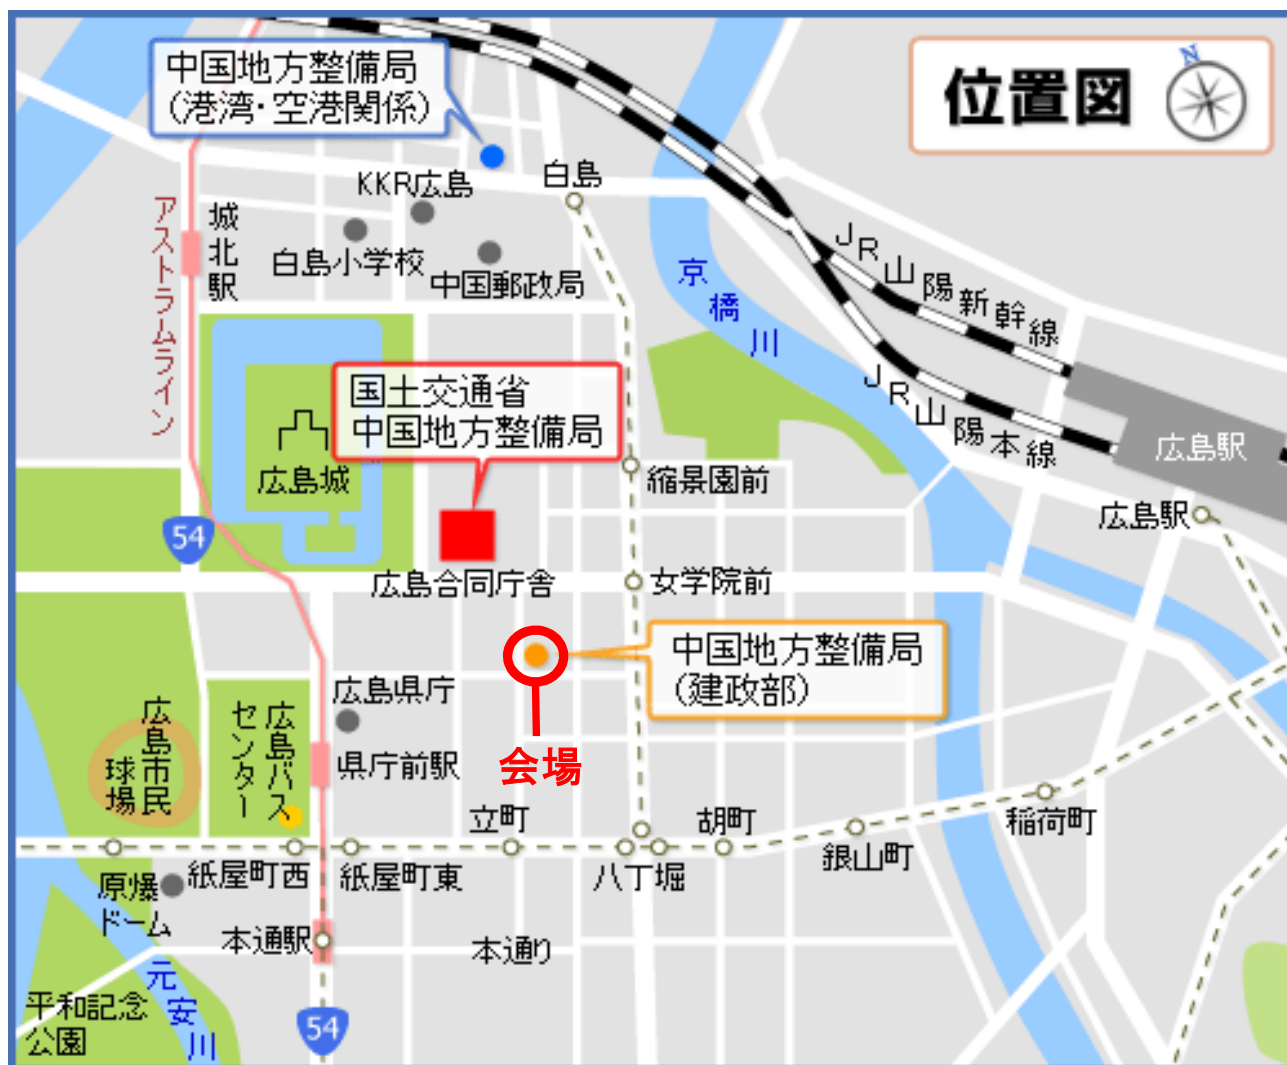 中国地方整備局
（港湾・空港関係）
位置図
N
白島
KKR広島
城北駅
アストラムライン
白島小学校
中国郵政局
京橋川
JR山陽新幹線
JR山陽本線
国土交通省
中国地方整備局
広島城
広島駅
縮景園前
広島駅
54
広島合同庁舎
女学院前
中国地方整備局
（建政部）
広島県庁
広島市民
球場
広島バス
センター
会場
県庁前駅
立町
胡町
稲荷町
紙屋町西
紙屋町東
八丁堀
銀山町
原爆
ドーム
本通駅
本通り
元安川
平和記念
公園
54